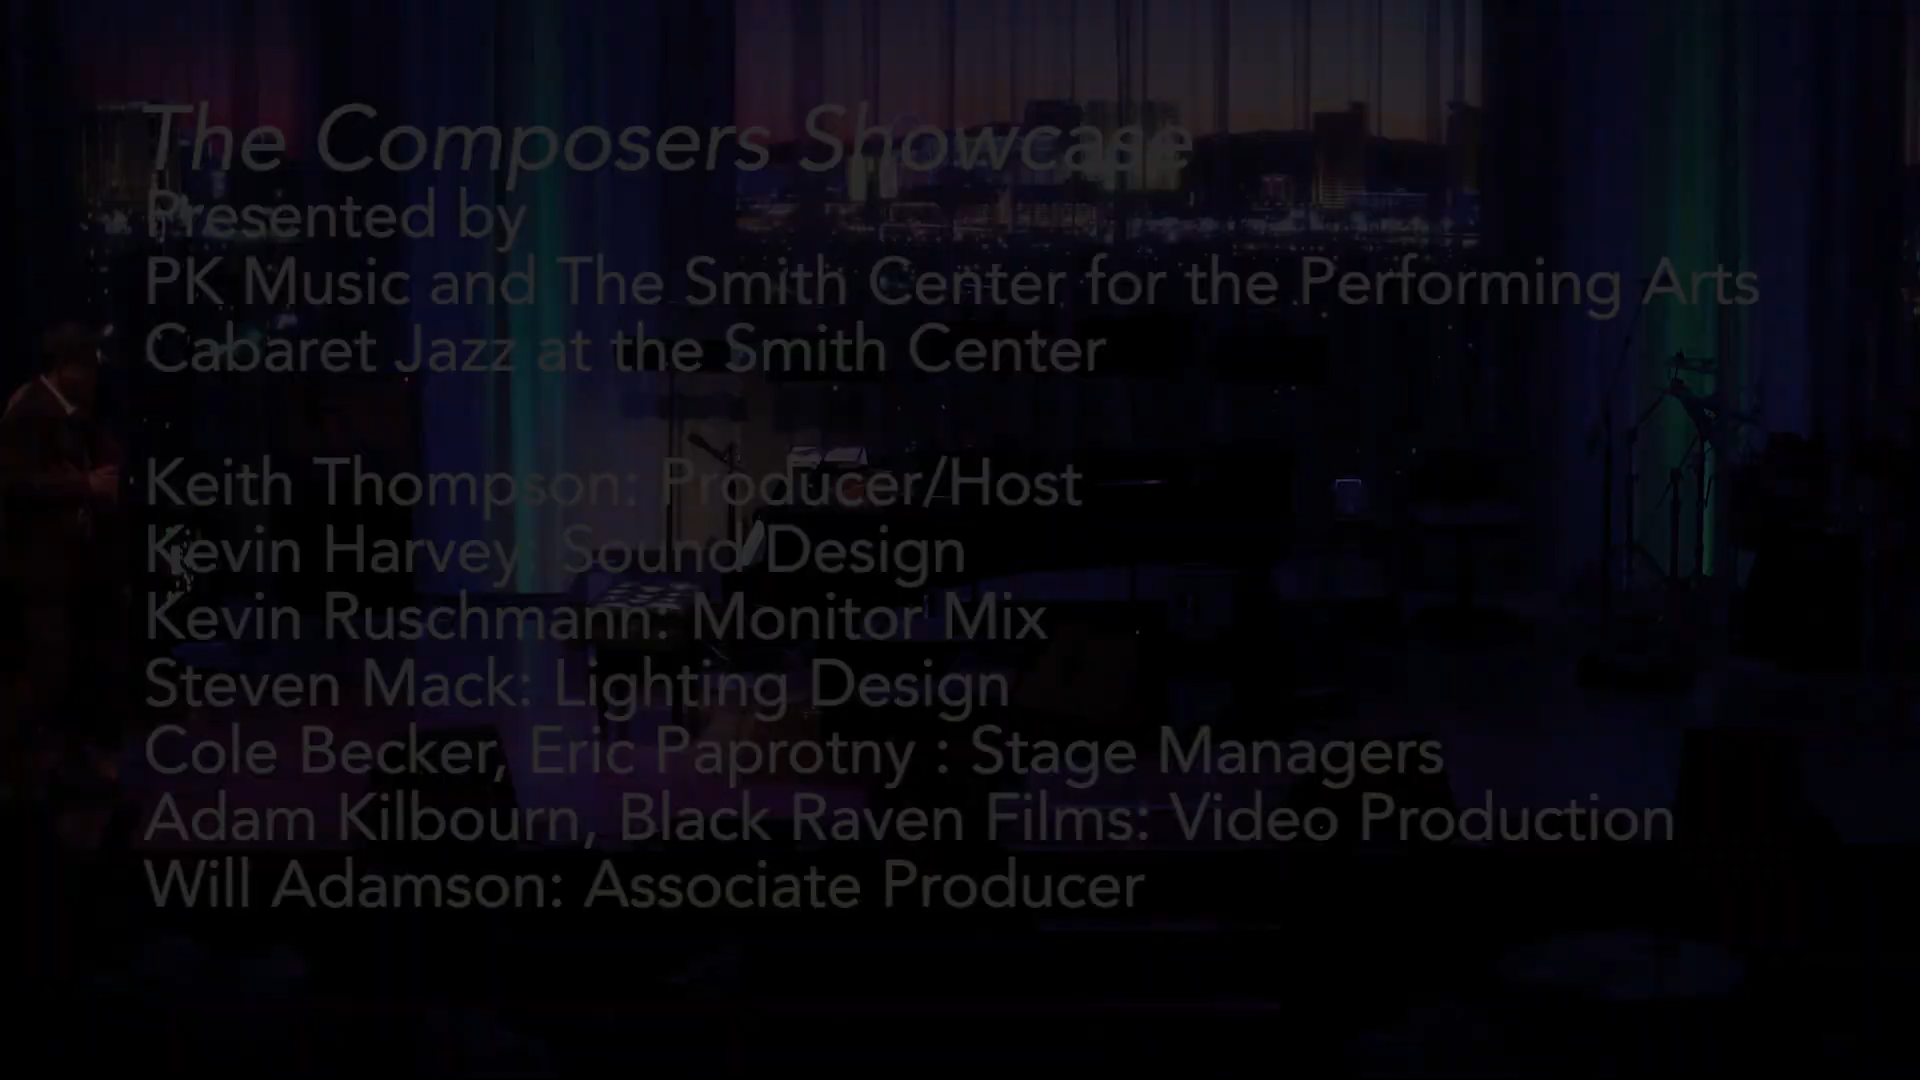 The Composers Showcase
Presented by
PK Music and The Smith Center for the Performing Arts
Cabaret Jazz at the Smith Center
Keith Thompson: Producer/Host
Kevin Harvey: Sound Design
Kevin Ruschmann: Monitor Mix
Steven Mack: Lighting Design
Cole Becker, Eric Paprotny : Stage Managers
Adam Kilbourn, Black Raven Films: Video Production
Will Adamson: Associate Producer